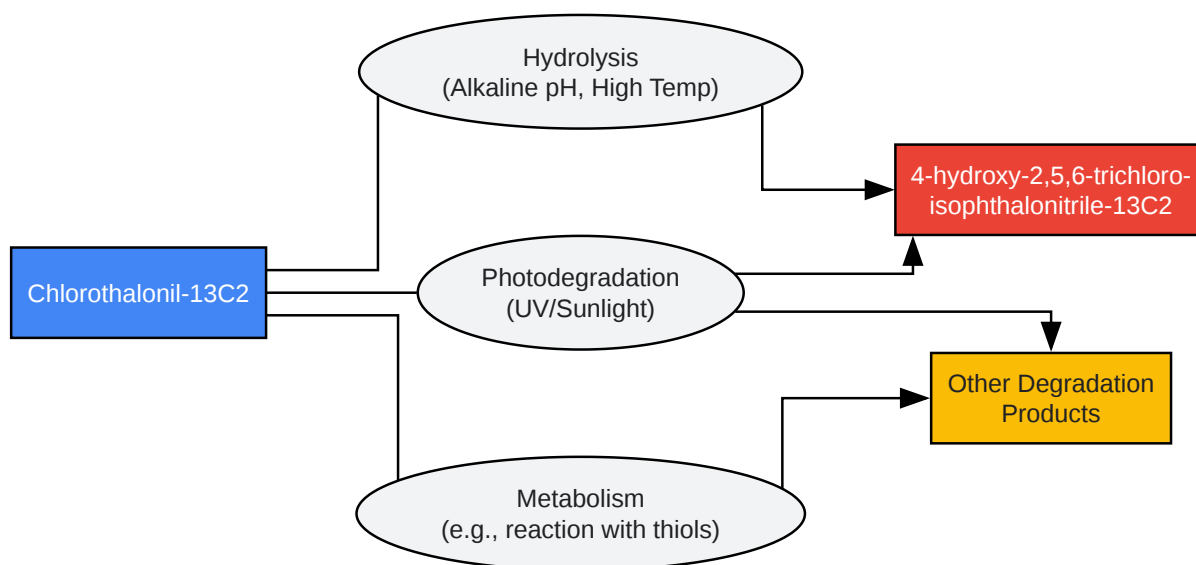 Hydrolysis
(Alkaline pH, High Temp)
4-hydroxy-2,5,6-trichloro-
isophthalonitrile-13C2
Chlorothalonil-13C2
Photodegradation
(UV/Sunlight)
Other Degradation
Products
Metabolism
(e.g., reaction with thiols)